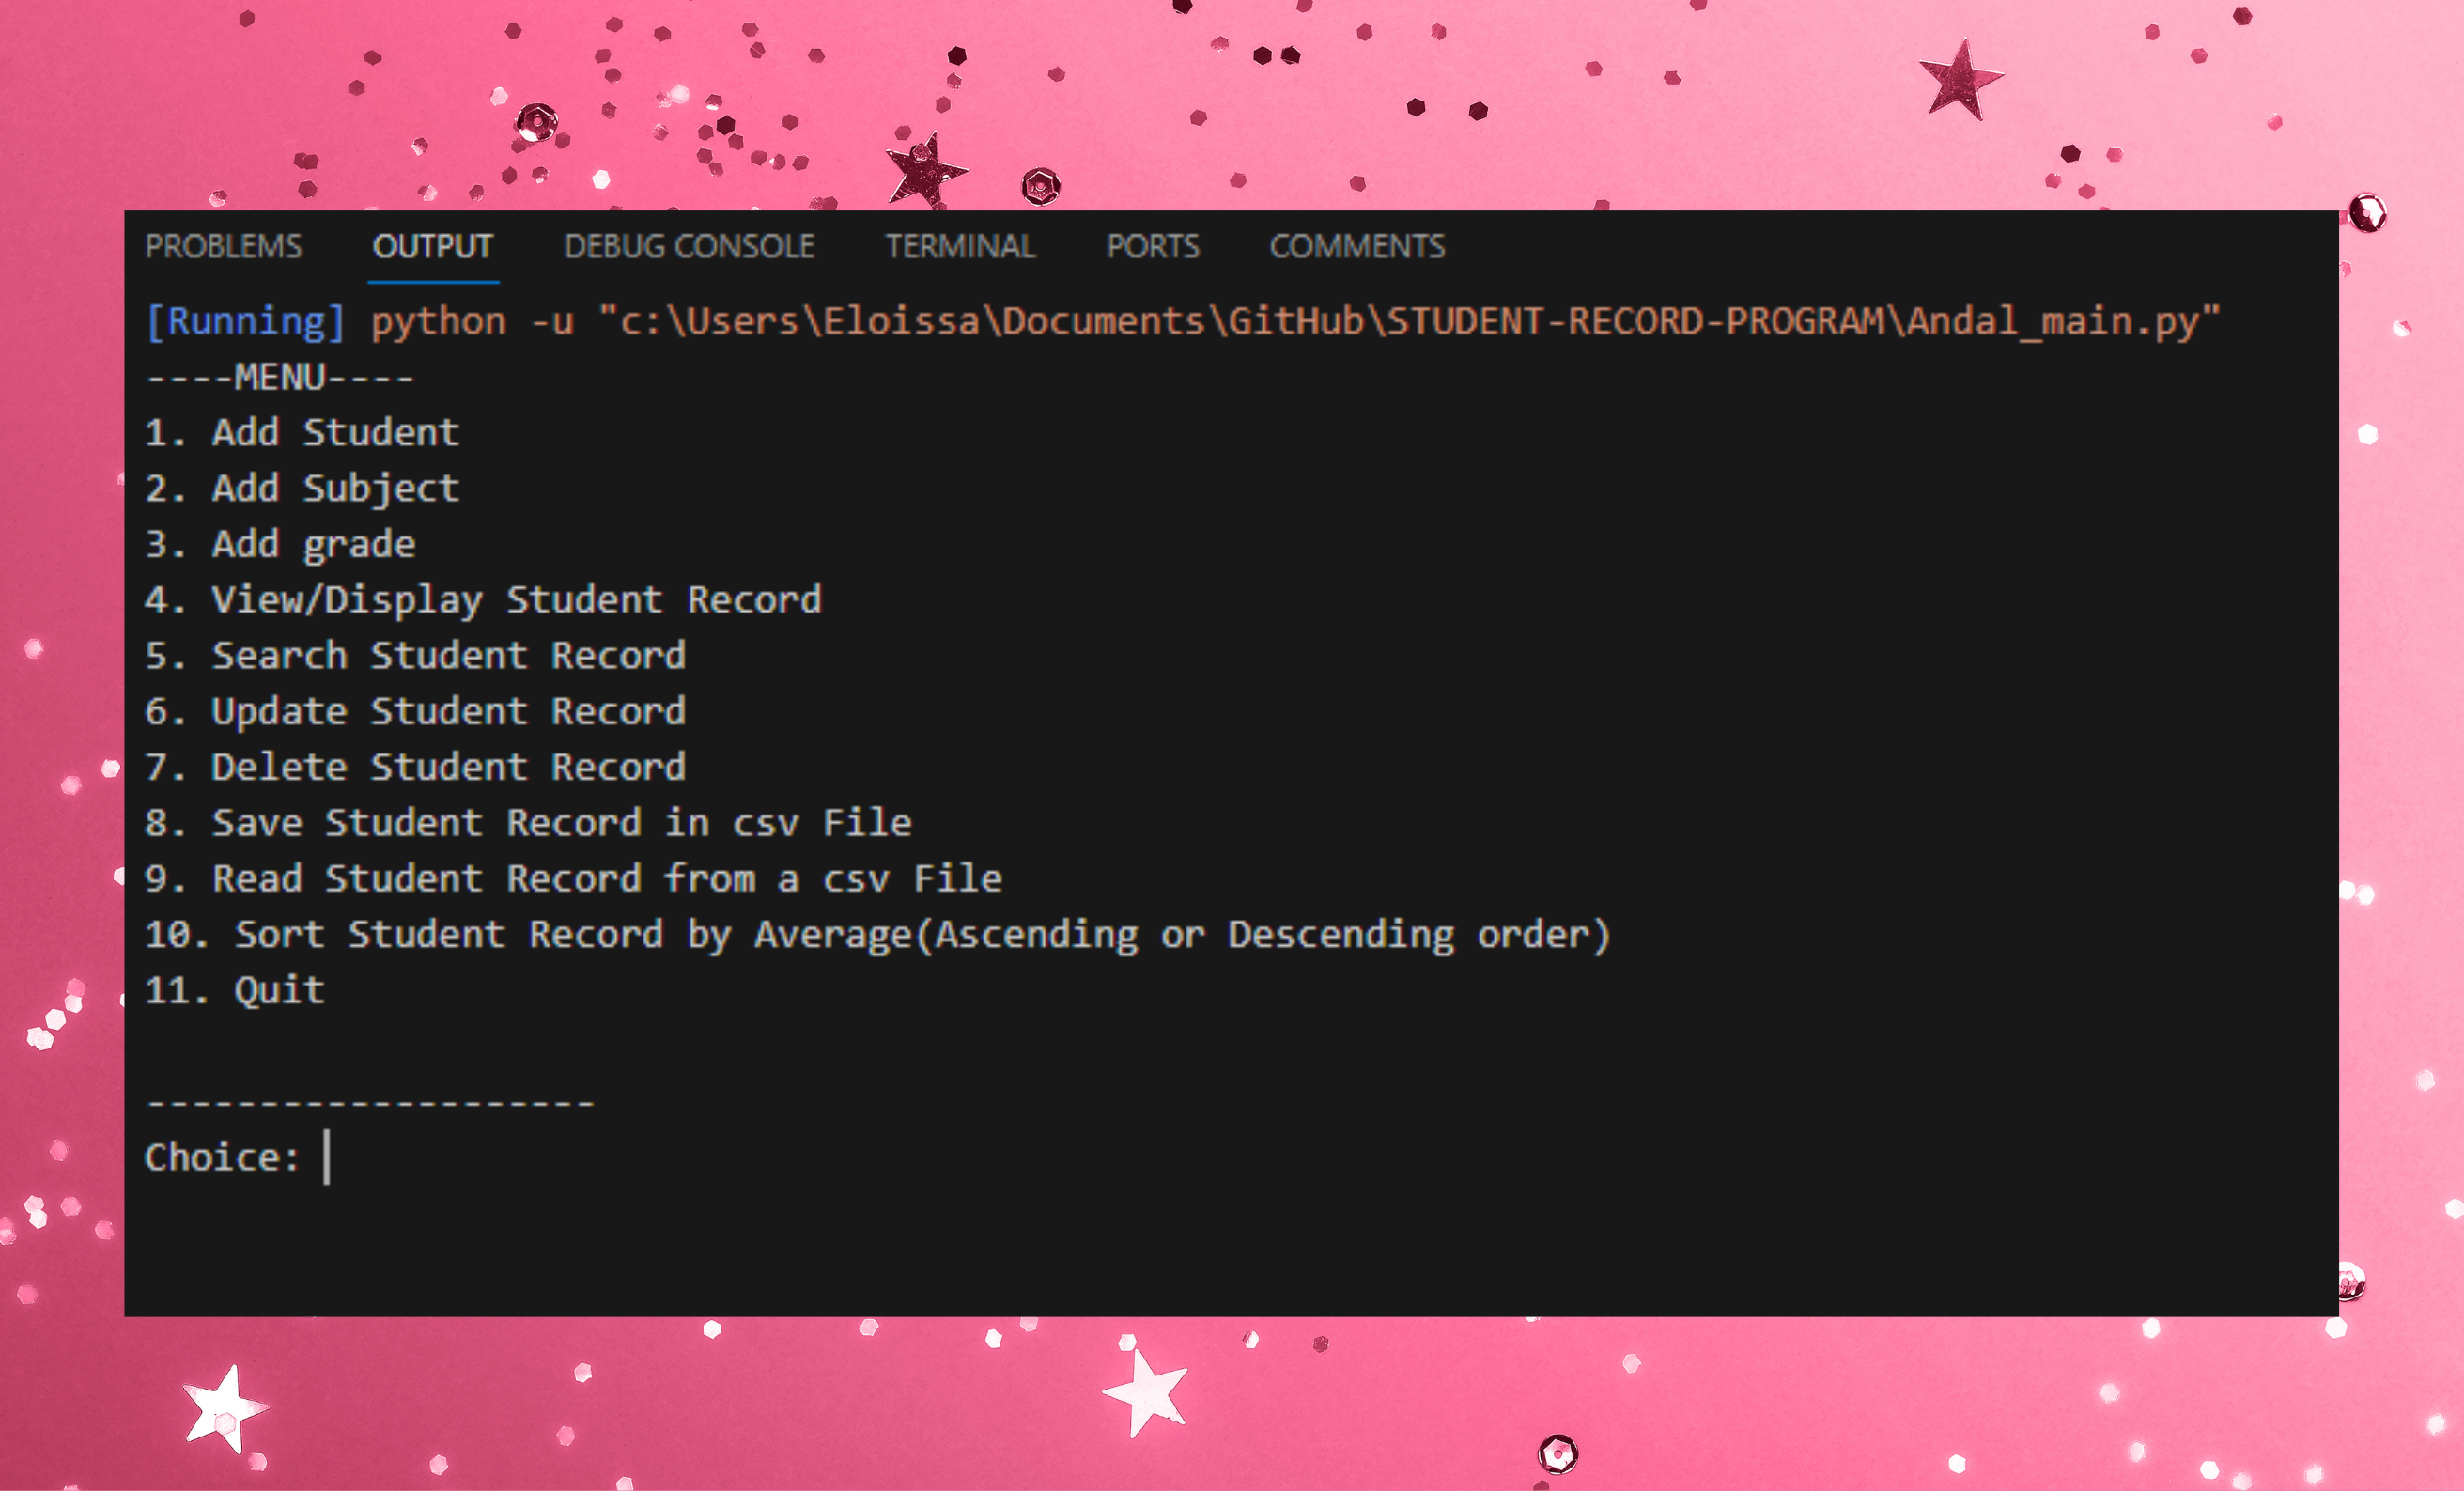 PROBLEMS OUTPUT DEBUG CONSOLE TERMINAL PORTS COMMENTS
[Running] python -u "c:\Users\Eloissa\Documents\GitHub\STUDENT-RECORD-PROGRAM\Andal_main.py"
----MENU----
1. Add Student
2. Add Subject
3. Add grade
4. View/Display Student Record
5. Search Student Record
6. Update Student Record
7. Delete Student Record
8. Save Student Record in csv File
9. Read Student Record from a csv File
10. Sort Student Record by Average(Ascending or Descending order)
11. Quit
--------------------
Choice: